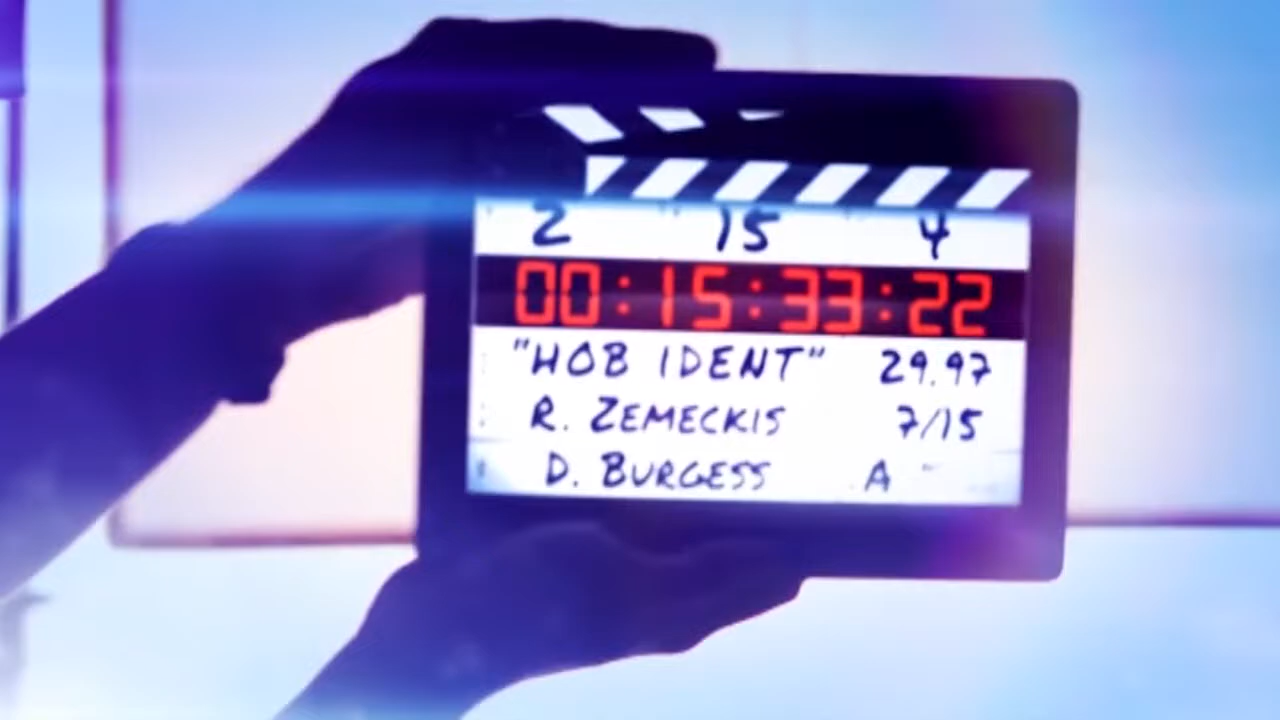 2 15 4
00:15:33:22
"HOB IDENT" 29.97
R. ZEMECKIS 7/15
D. BURGESS A